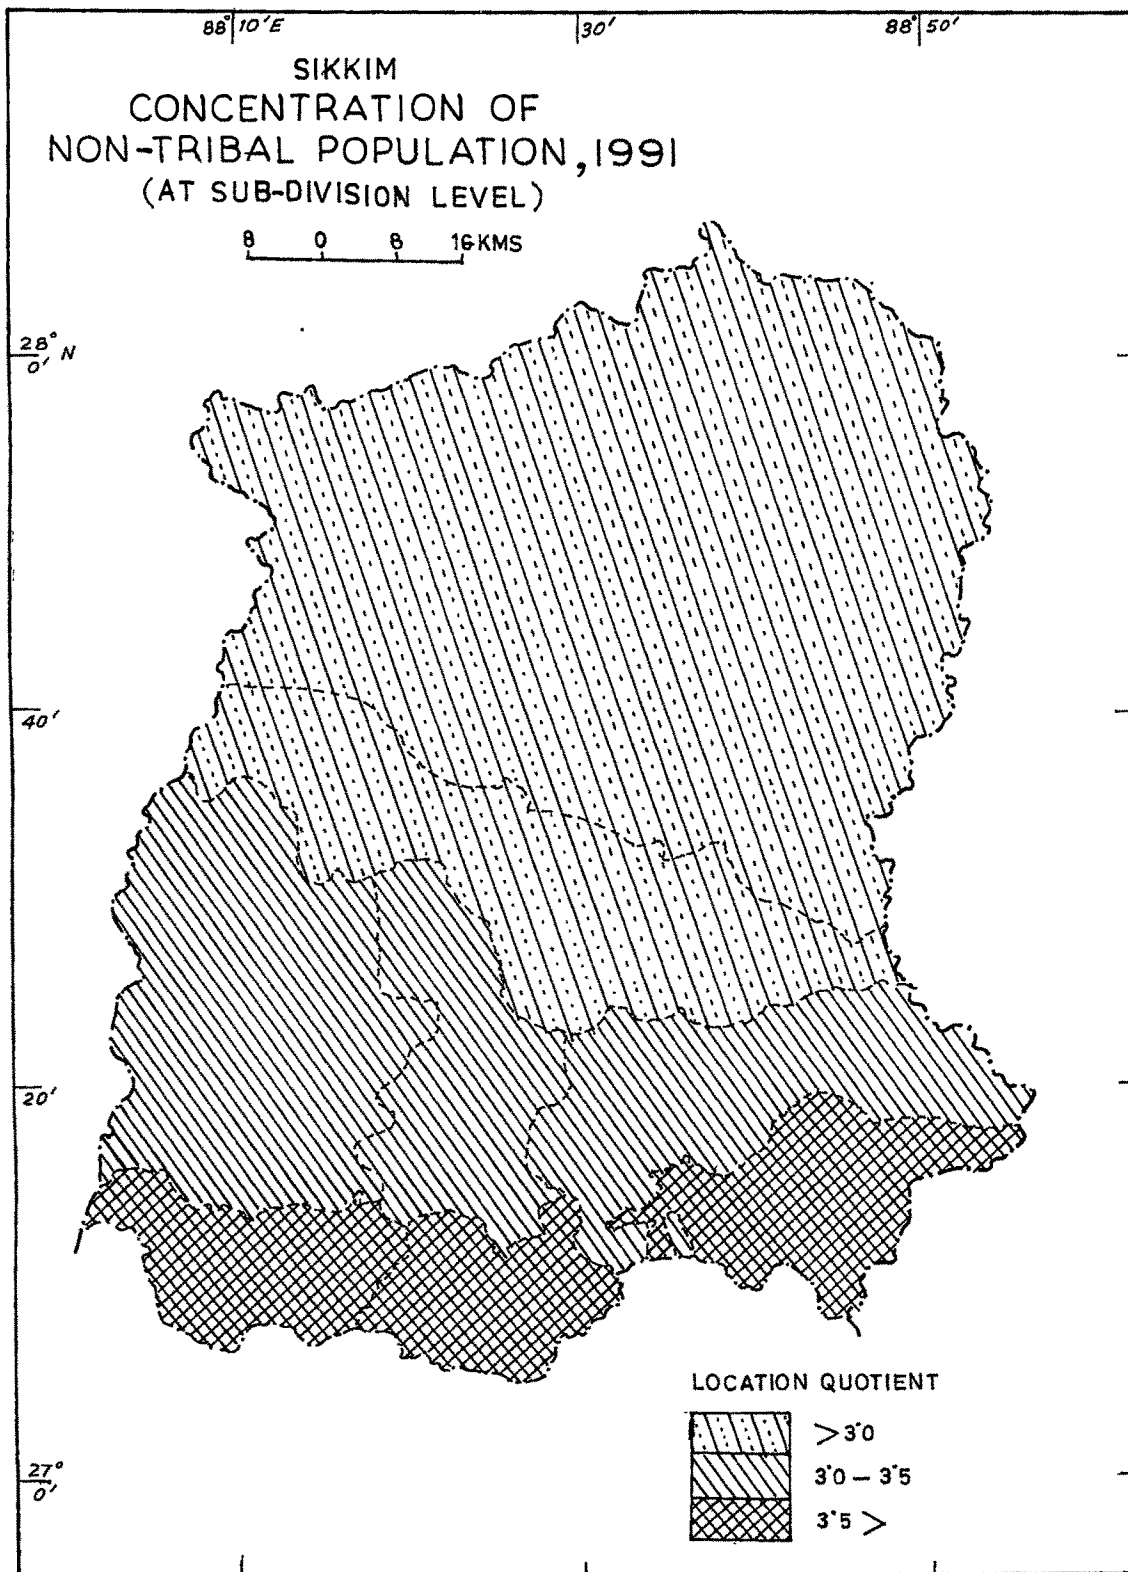 88° 10'E 30' 88° 50'
SIKKIM
CONCENTRATION OF
NON-TRIBAL POPULATION, 1991
(AT SUB-DIVISION LEVEL)
8 0 8 16 KMS
28° 0' N
40'
20'
27° 0'
LOCATION QUOTIENT
>3·0
3·0 – 3·5
3·5 >